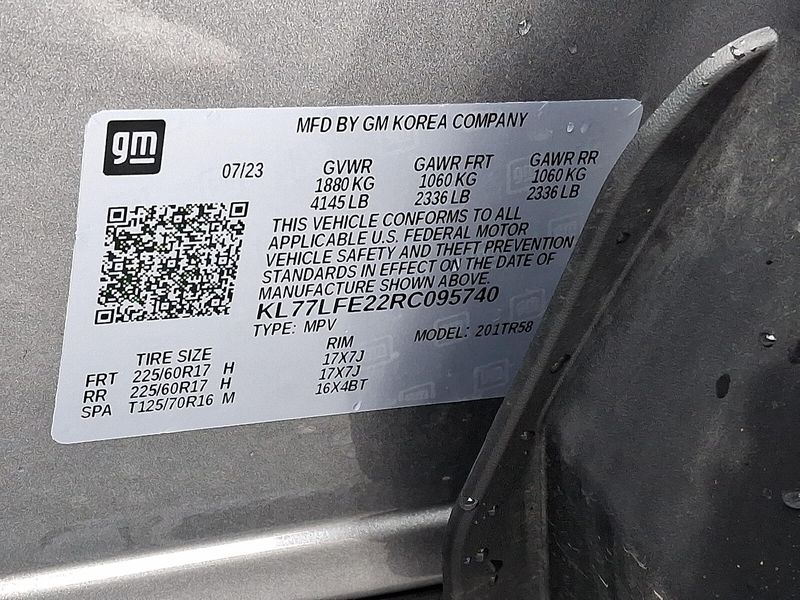 gm
MFD BY GM KOREA COMPANY
07/23 GVWR GAWR FRT GAWR RR
1880 KG 1060 KG 1060 KG
4145 LB 2336 LB 2336 LB
THIS VEHICLE CONFORMS TO ALL
APPLICABLE U.S. FEDERAL MOTOR
VEHICLE SAFETY AND THEFT PREVENTION
STANDARDS IN EFFECT ON THE DATE OF
MANUFACTURE SHOWN ABOVE.
KL77LFE22RC095740
TYPE: MPV MODEL: 201TR58
TIRE SIZE RIM
FRT 225/60R17 H 17X7J
RR 225/60R17 H 17X7J
SPA T125/70R16 M 16X4BT